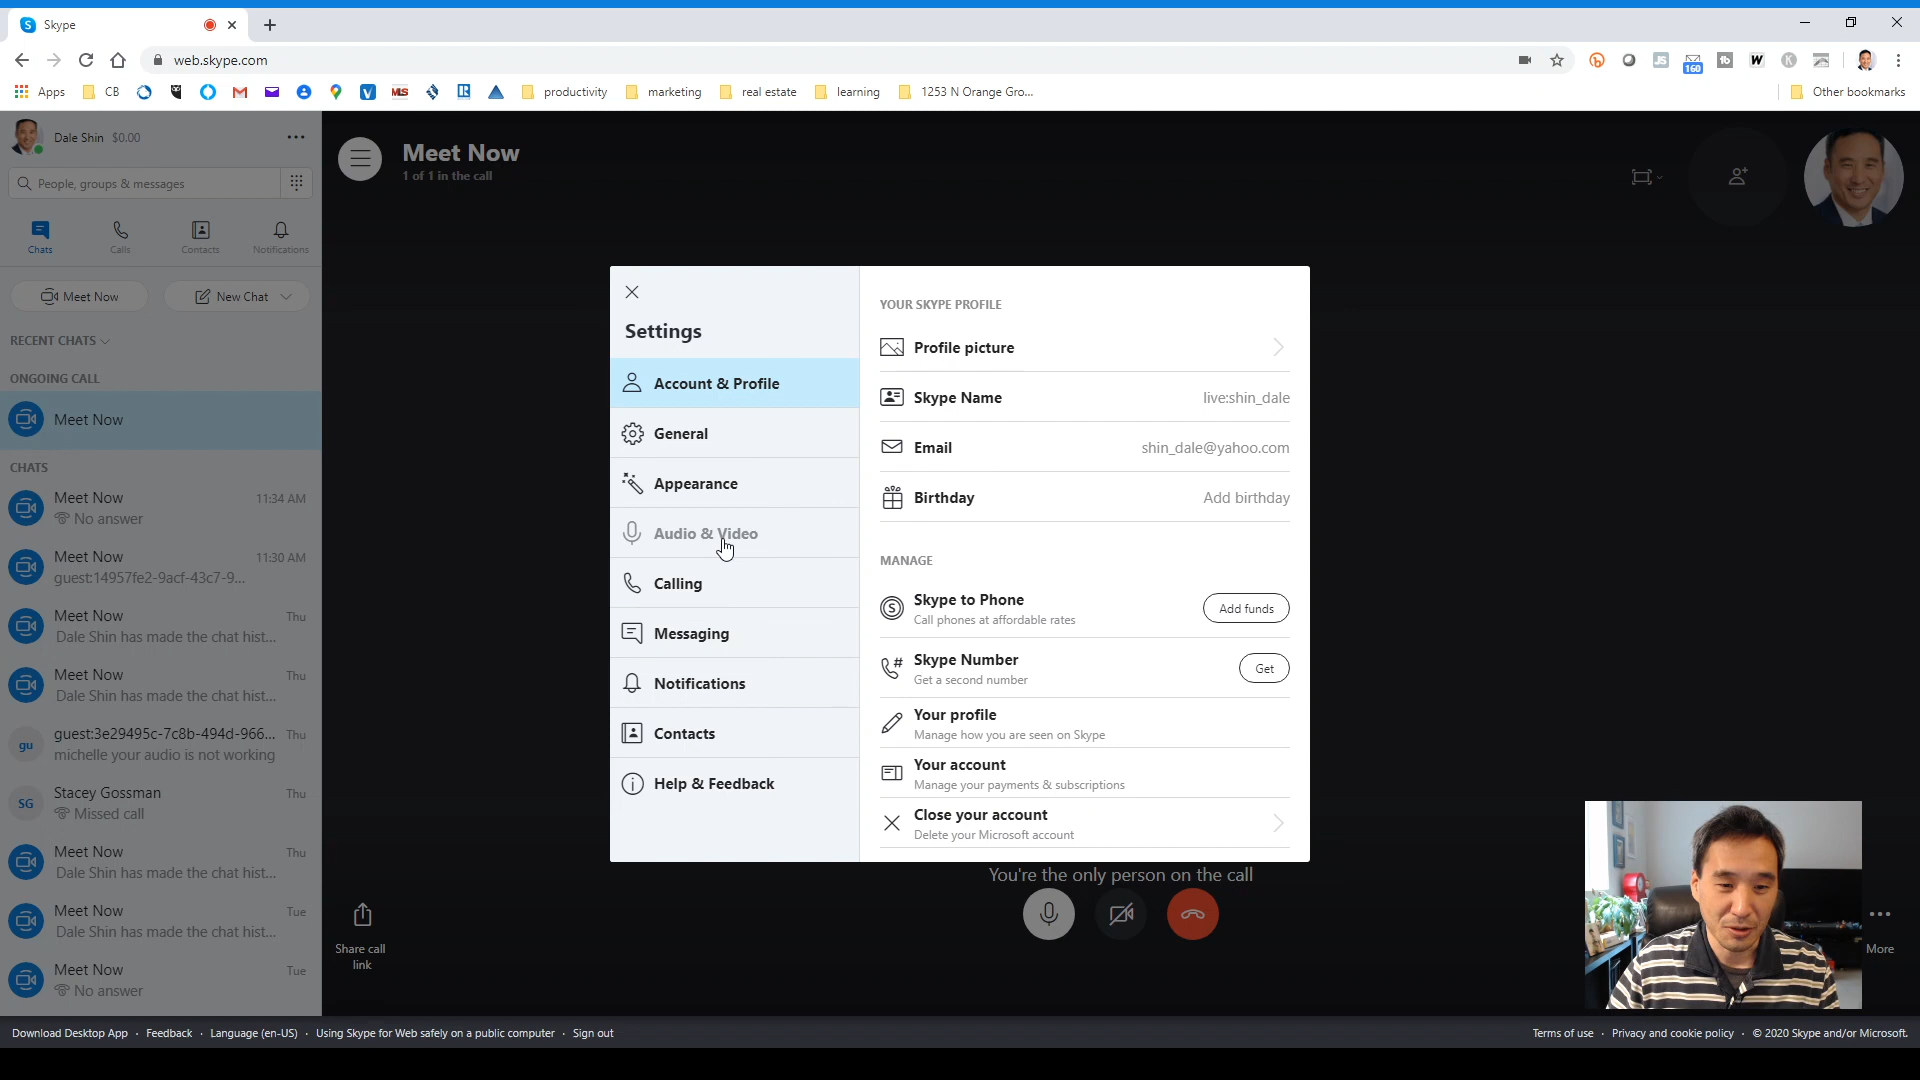 Skype
web.skype.com
160
Apps
CB
productivity
marketing
real estate
learning
1253 N Orange Gro...
Other bookmarks
Dale Shin $0.00
People, groups & messages
Chats
Calls
Contacts
Notifications
Meet Now
New Chat
RECENT CHATS
ONGOING CALL
Meet Now
CHATS
Meet Now 11:34 AM
No answer
Meet Now 11:30 AM
guest:14957fe2-9acf-43c7-9...
Meet Now Thu
Dale Shin has made the chat hist...
Meet Now Thu
Dale Shin has made the chat hist...
gu
guest:3e29495c-7c8b-494d-966... Thu
michelle your audio is not working
SG
Stacey Gossman Thu
Missed call
Meet Now Thu
Dale Shin has made the chat hist...
Meet Now Tue
Dale Shin has made the chat hist...
Meet Now Tue
No answer
Meet Now
1 of 1 in the call
Settings
Account & Profile
General
Appearance
Audio & Video
Calling
Messaging
Notifications
Contacts
Help & Feedback
YOUR SKYPE PROFILE
Profile picture
Skype Name live:shin_dale
Email shin_dale@yahoo.com
Birthday Add birthday
MANAGE
Skype to Phone
Call phones at affordable rates
Add funds
Skype Number
Get a second number
Get
Your profile
Manage how you are seen on Skype
Your account
Manage your payments & subscriptions
Close your account
Delete your Microsoft account
You're the only person on the call
Share call
link
More
Download Desktop App · Feedback · Language (en-US) · Using Skype for Web safely on a public computer · Sign out
Terms of use · Privacy and cookie policy · © 2020 Skype and/or Microsoft.